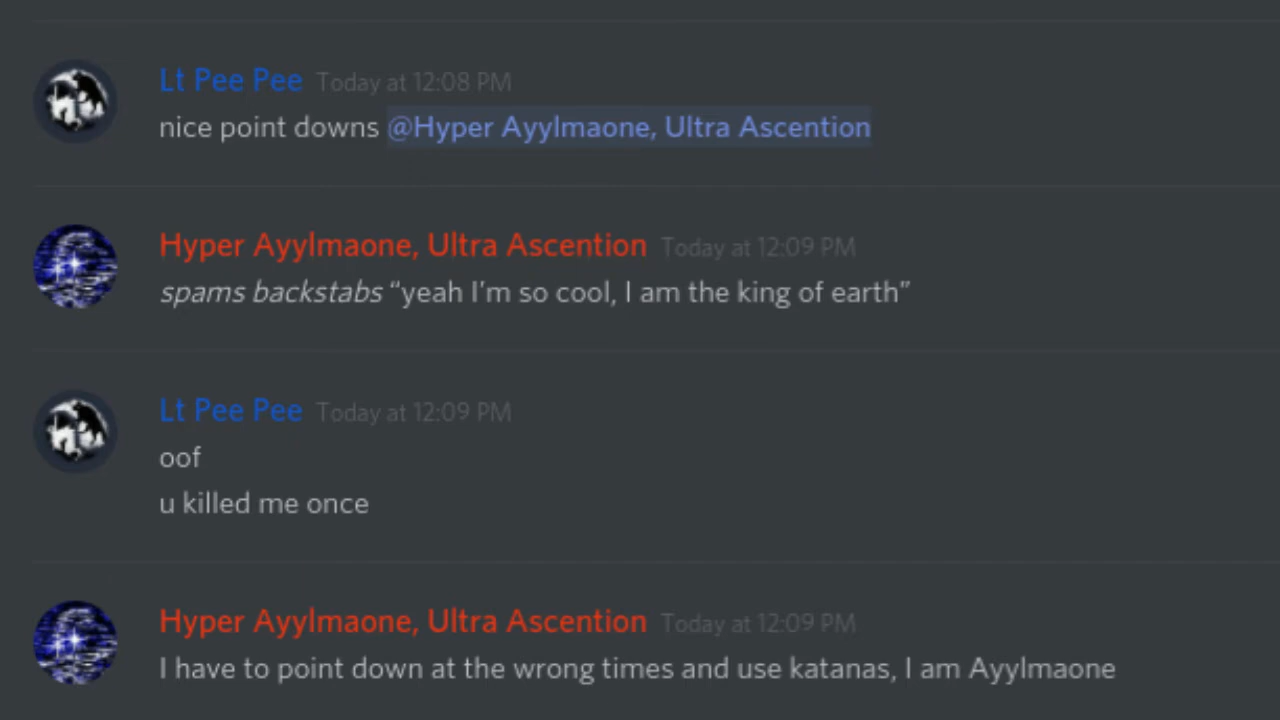 Lt Pee Pee Today at 12:08 PM
nice point downs @Hyper Ayylmaone, Ultra Ascention
Hyper Ayylmaone, Ultra Ascention Today at 12:09 PM
spams backstabs “yeah I’m so cool, I am the king of earth”
Lt Pee Pee Today at 12:09 PM
oof
u killed me once
Hyper Ayylmaone, Ultra Ascention Today at 12:09 PM
I have to point down at the wrong times and use katanas, I am Ayylmaone